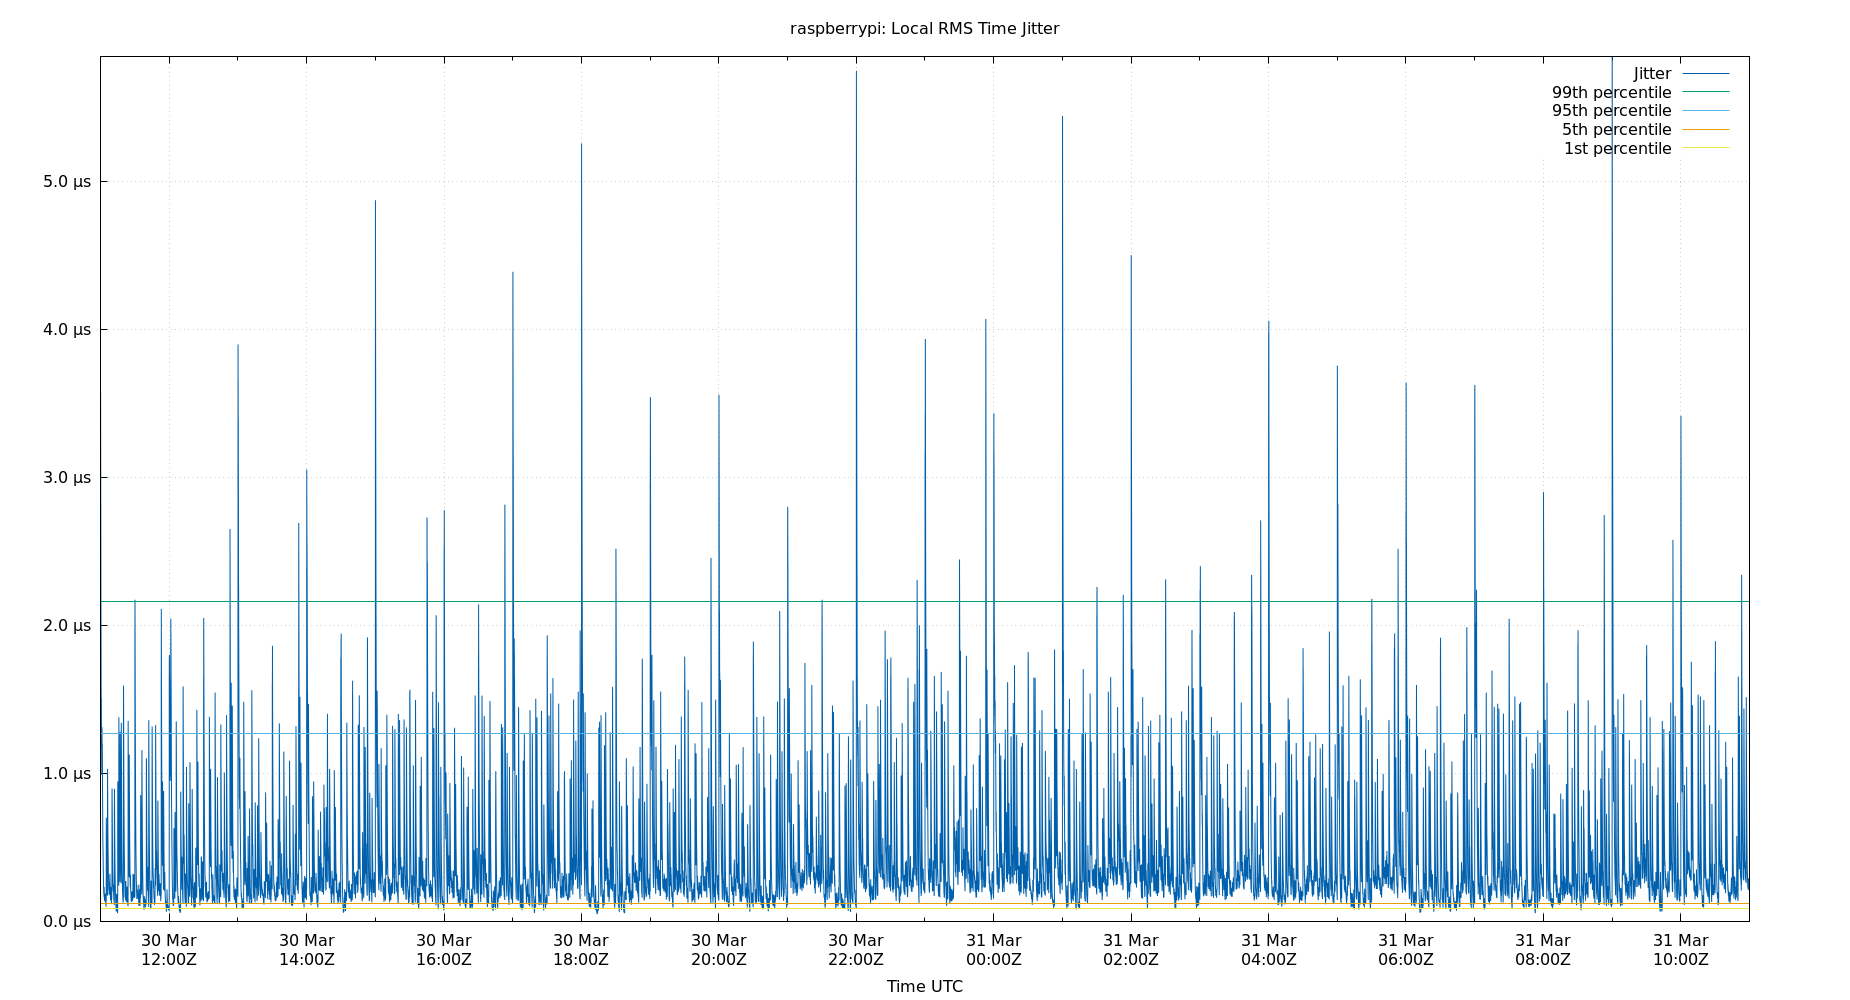 raspberrypi: Local RMS Time Jitter
Jitter
99th percentile
95th percentile
5th percentile
1st percentile
5.0 µs
4.0 µs
3.0 µs
2.0 µs
1.0 µs
0.0 µs
30 Mar 30 Mar 30 Mar 30 Mar 30 Mar 30 Mar 31 Mar 31 Mar 31 Mar 31 Mar 31 Mar 31 Mar
12:00Z 14:00Z 16:00Z 18:00Z 20:00Z 22:00Z 00:00Z 02:00Z 04:00Z 06:00Z 08:00Z 10:00Z
Time UTC